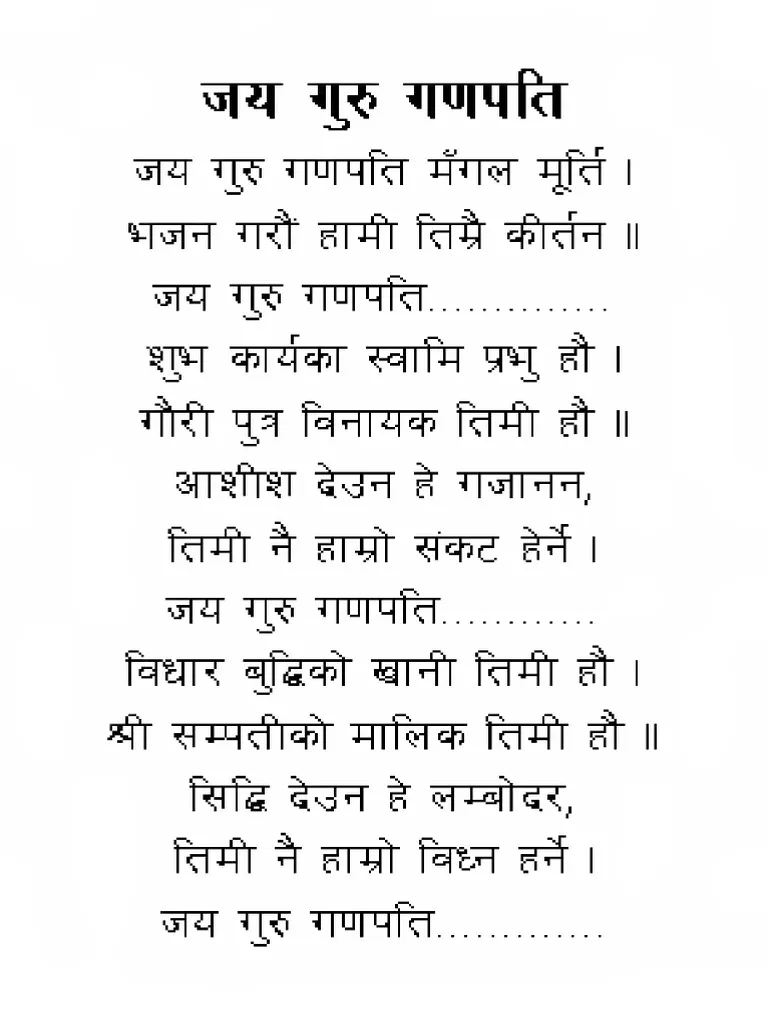 जय गुरु गणपति
जय गुरु गणपति मँगल मूर्ति ।
भजन गरौं हामी तिम्रै कीर्तन ॥
जय गुरु गणपति..............
शुभ कार्यका स्वामि प्रभु हौ ।
गौरी पुत्र विनायक तिमी हौ ॥
आशीश देउन हे गजानन,
तिमी नै हाम्रो संकट हेर्ने ।
जय गुरु गणपति............
विधार बुद्धिको खानी तिमी हौ ।
श्री सम्पतीको मालिक तिमी हौ ॥
सिद्धि देउन हे लम्बोदर,
तिमी नै हाम्रो विध्न हर्ने ।
जय गुरु गणपति.............